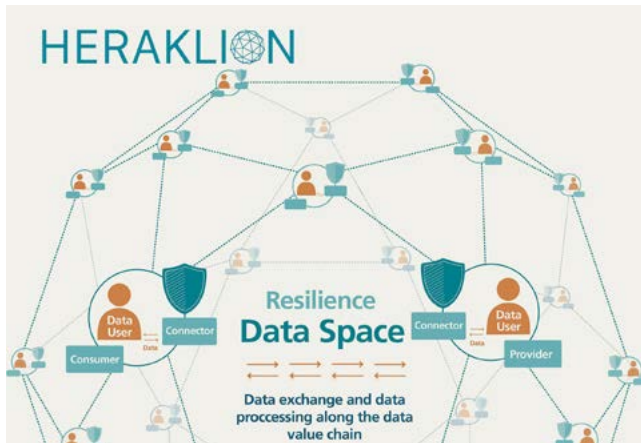 HERAKLION
Resilience
Data Space
Data
User
Data
Connector
Consumer
Connector
Data
User
Data
Provider
Data exchange and data
proccessing along the data
value chain